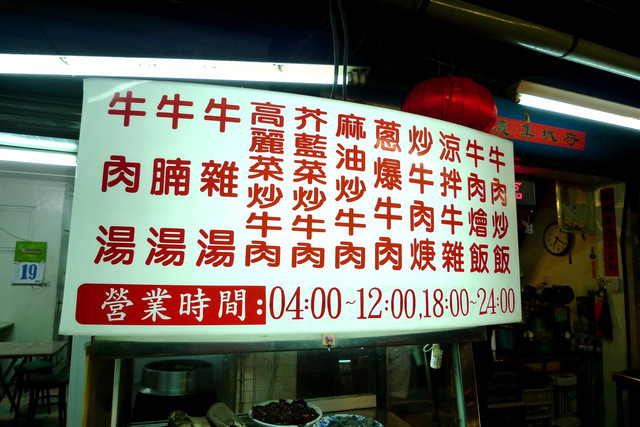 牛肉湯
牛腩湯
牛雜湯
高麗菜炒牛肉
芥藍菜炒牛肉
麻油炒牛肉
蔥爆牛肉
炒牛肉焿
涼拌牛雜
牛肉燴飯
牛肉炒飯
營業時間:04:00~12:00,18:00~24:00
19